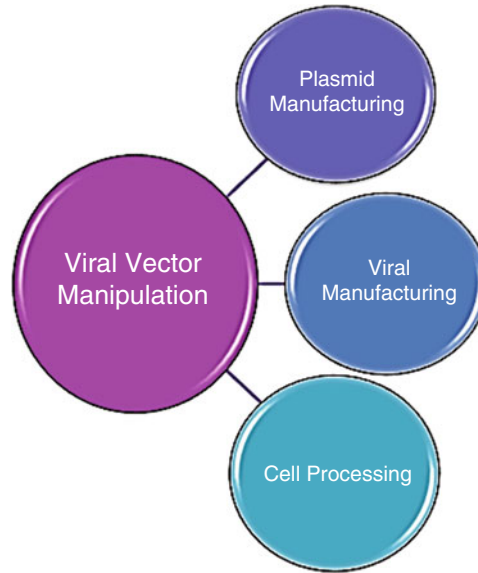 Plasmid
Manufacturing
Viral Vector
Manipulation
Viral
Manufacturing
Cell Processing